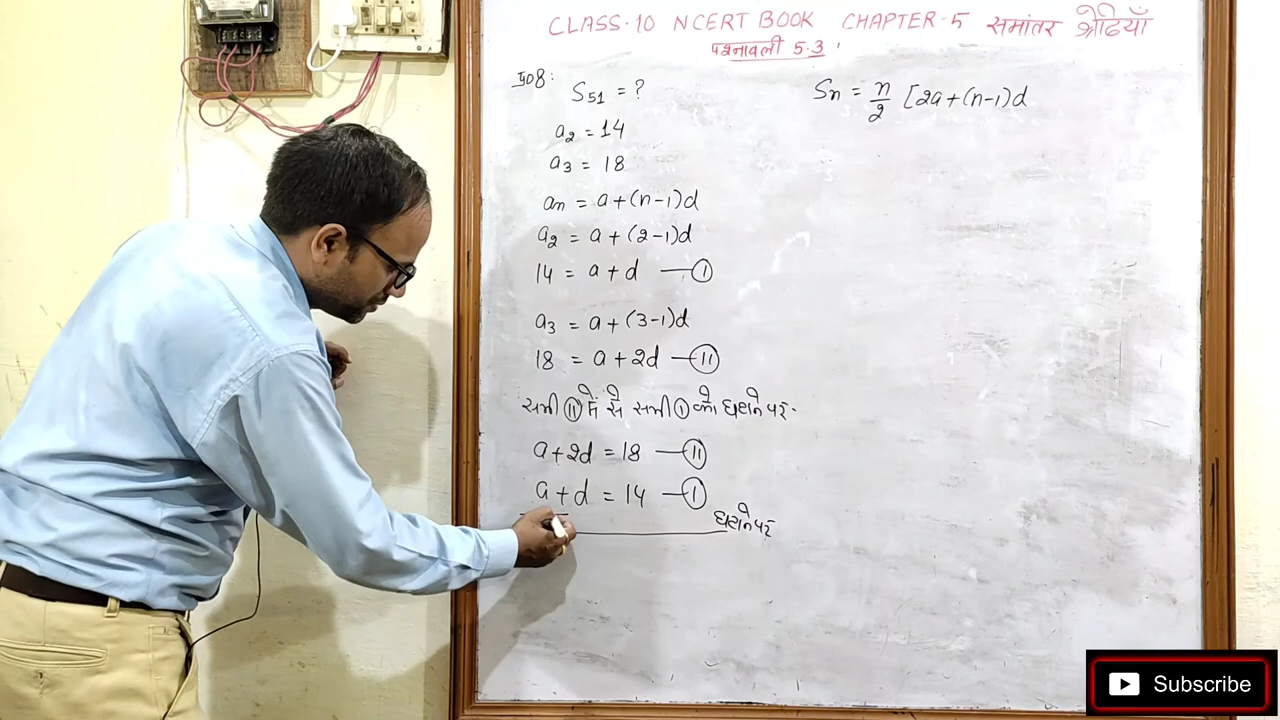 CLASS-10 NCERT BOOK CHAPTER-5 समांतर श्रेढियाँ
प्रश्नावली 5.3
प्र08:
S51 = ?
Sn = n/2 [2a+(n-1)d
a2 = 14
a3 = 18
an = a+(n-1)d
a2 = a+(2-1)d
14 = a+d —(I)
a3 = a+(3-1)d
18 = a+2d —(II)
समी (II) में से समी (I) को घटाने पर-
a+2d = 18 —(II)
a+d = 14 —(I)
घटाने पर
Subscribe